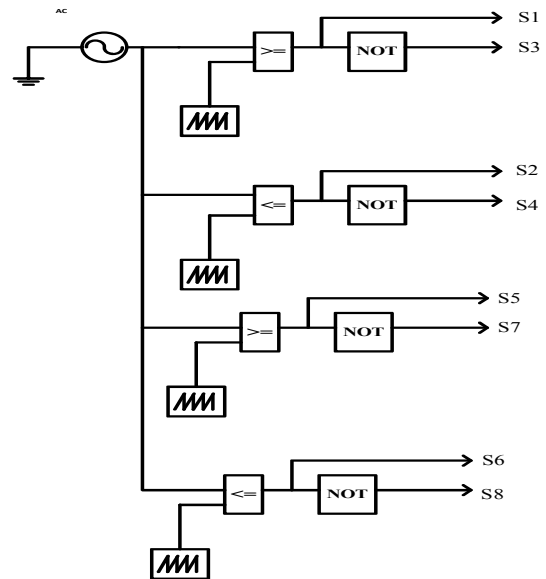 AC
S1
>=
NOT
S3
S2
<=
NOT
S4
S5
>=
NOT
S7
S6
<=
NOT
S8